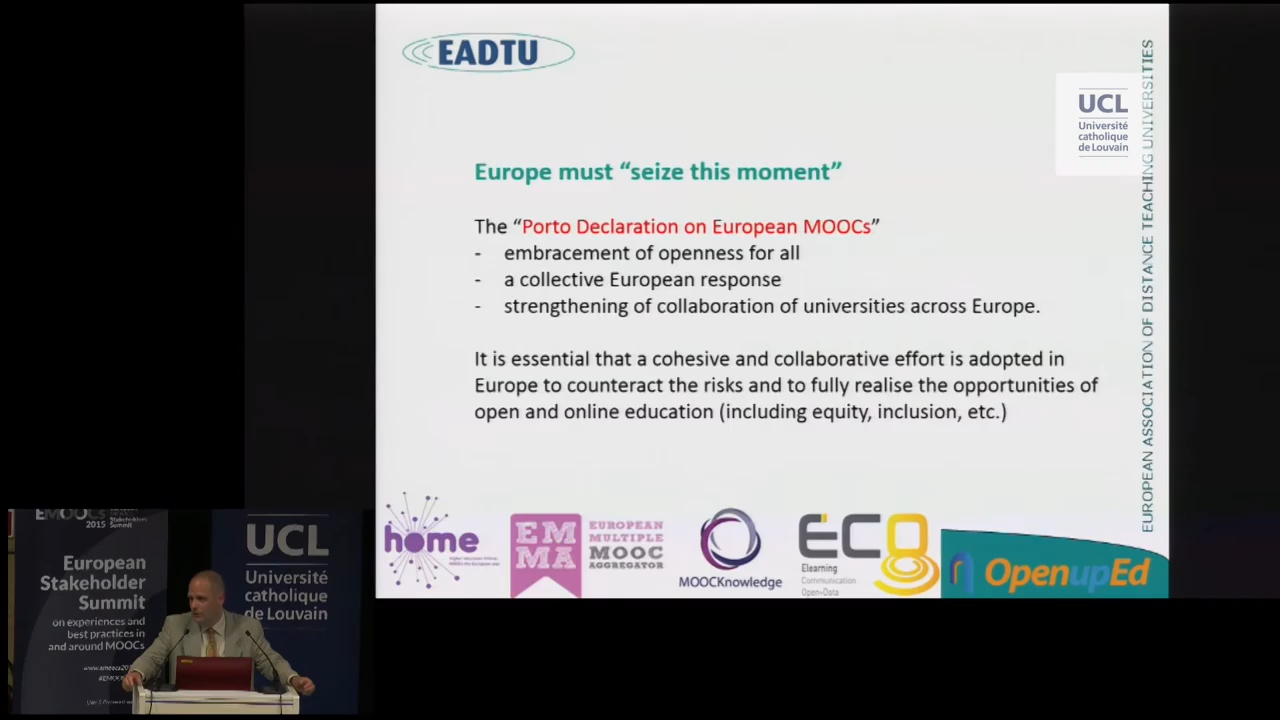 EADTU
UCL
Université
catholique
de Louvain
EUROPEAN ASSOCIATION OF DISTANCE TEACHING UNIVERSITIES
Europe must “seize this moment”
The “Porto Declaration on European MOOCs”
- embracement of openness for all
- a collective European response
- strengthening of collaboration of universities across Europe.
It is essential that a cohesive and collaborative effort is adopted in
Europe to counteract the risks and to fully realise the opportunities of
open and online education (including equity, inclusion, etc.)
home
EM
MA
EUROPEAN
MULTIPLE
MOOC
AGGREGATOR
MOOCKnowledge
ECO
Elearning
Communication
Open-Data
OpenupEd
EMOOCs
2015
Stakeholders
Summit
European
Stakeholder
Summit
on experiences and
best practices in
and around MOOCs
UCL
Université
catholique
de Louvain